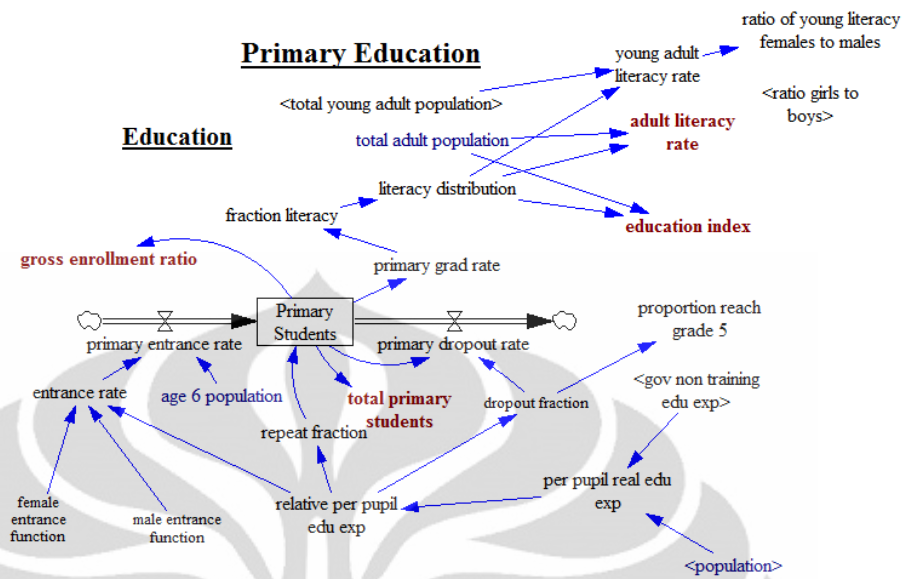 ratio of young literacy
females to males
Primary Education
young adult
literacy rate
<total young adult population>
<ratio girls to
boys>
Education
total adult population
adult literacy
rate
literacy distribution
fraction literacy
education index
gross enrollment ratio
primary grad rate
Primary
Students
proportion reach
grade 5
primary entrance rate
primary dropout rate
<gov non training
edu exp>
entrance rate
age 6 population
total primary
students
dropout fraction
repeat fraction
per pupil real edu
exp
female
entrance
function
male entrance
function
relative per pupil
edu exp
<population>